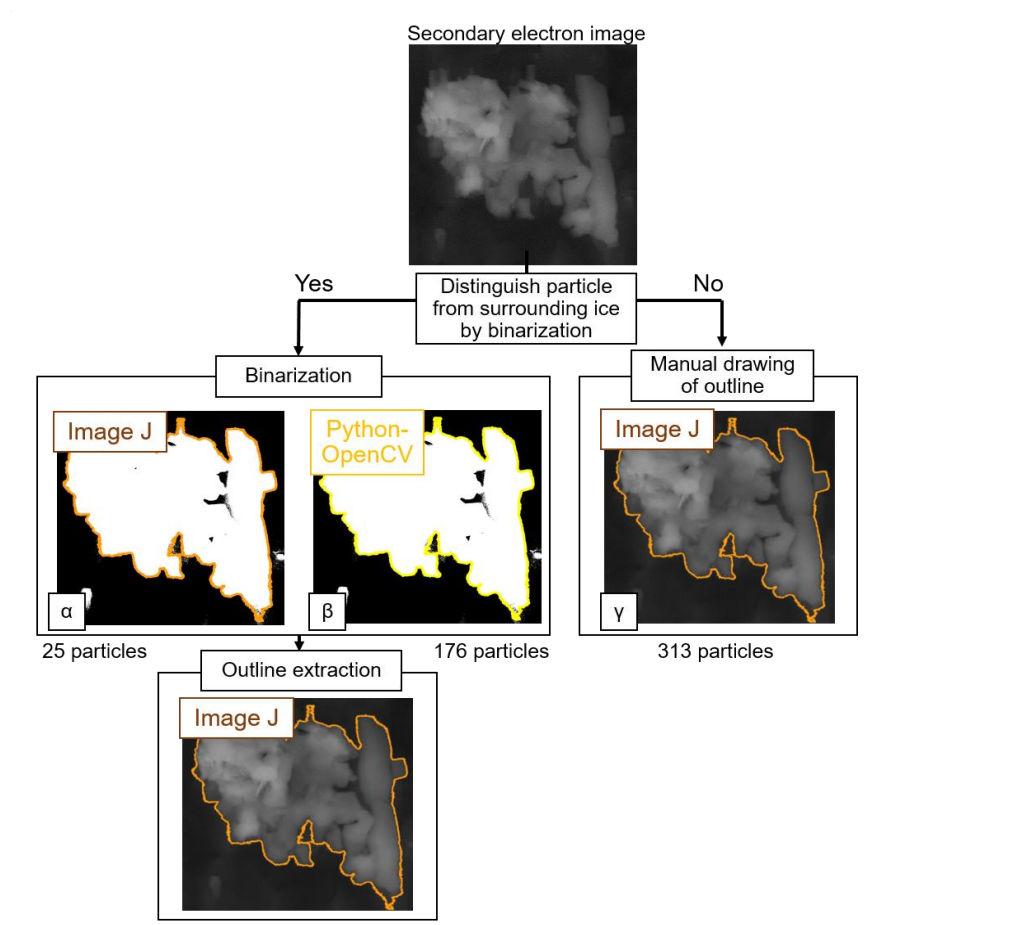 Secondary electron image
Yes
No
Distinguish particle
from surrounding ice
by binarization
Binarization
Manual drawing
of outline
Image J
Python-
OpenCV
Image J
α
β
γ
25 particles
176 particles
313 particles
Outline extraction
Image J